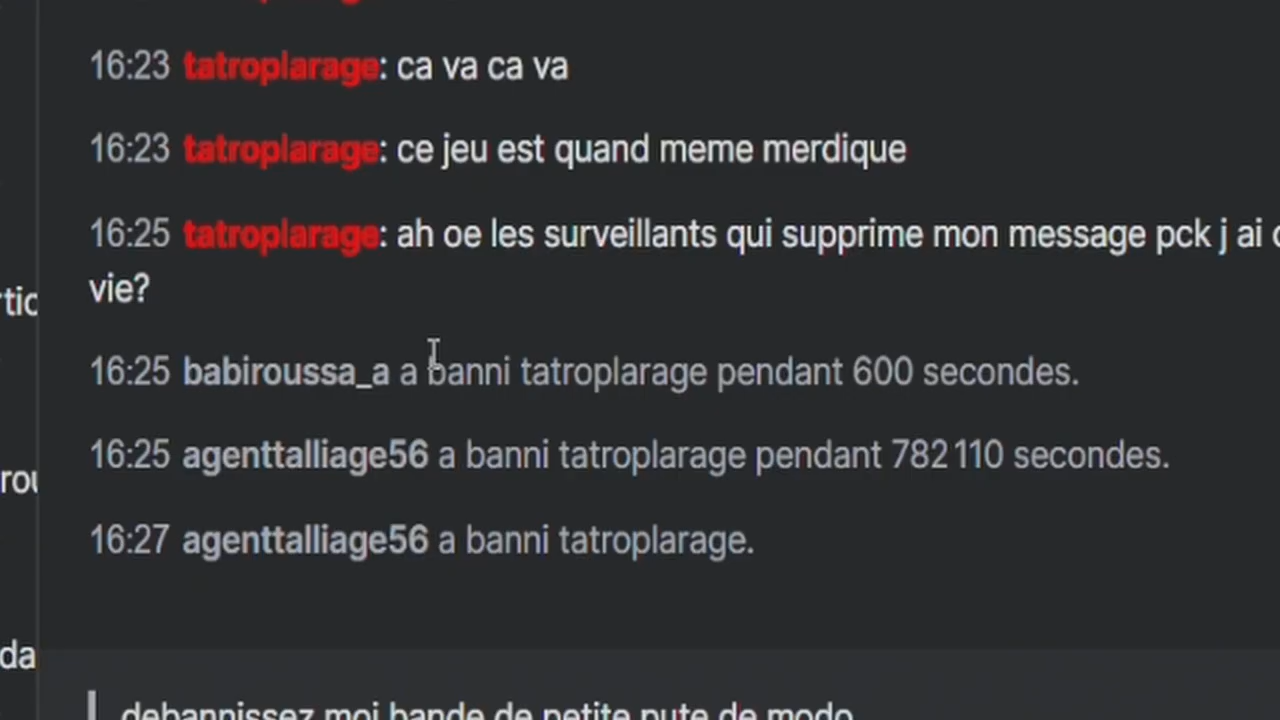 16:23 tatroplarage: ca va ca va
16:23 tatroplarage: ce jeu est quand meme merdique
16:25 tatroplarage: ah oe les surveillants qui supprime mon message pck j ai
vie?
16:25 babiroussa_a a banni tatroplarage pendant 600 secondes.
16:25 agenttalliage56 a banni tatroplarage pendant 782 110 secondes.
16:27 agenttalliage56 a banni tatroplarage.
debannissez moi bande de petite pute de modo